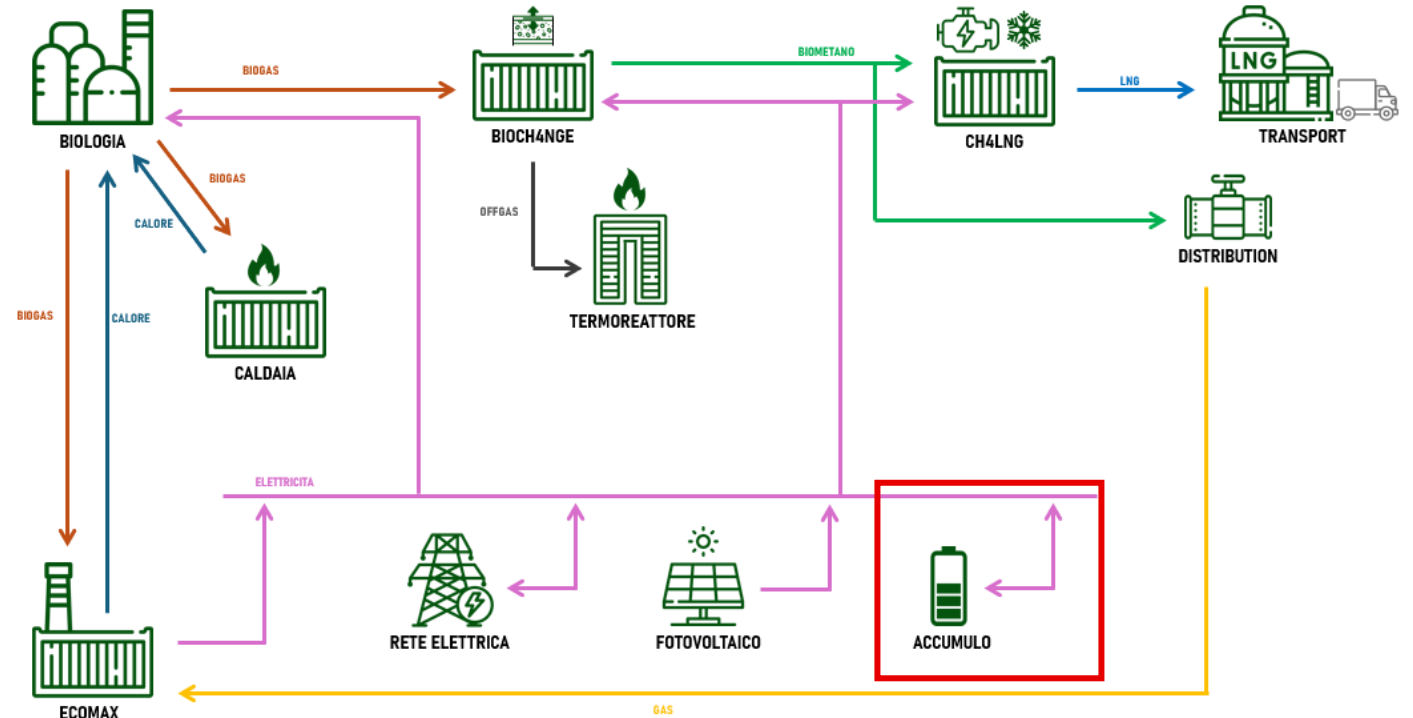 BIOGAS
BIOMETANO
LNG
LNG
BIOLOGIA
BIOCH4NGE
CH4LNG
TRANSPORT
BIOGAS
CALORE
OFFGAS
DISTRIBUTION
BIOGAS
CALORE
TERMOREATTORE
CALDAIA
ELETTRICITA
RETE ELETTRICA
FOTOVOLTAICO
ACCUMULO
ECOMAX
GAS